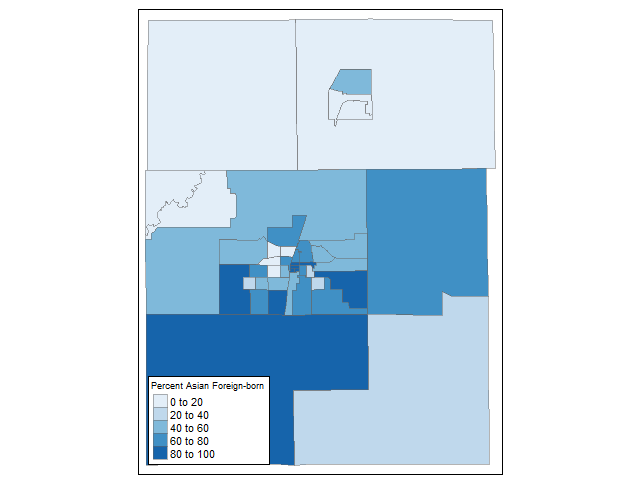 Percent Asian Foreign-born
0 to 20
20 to 40
40 to 60
60 to 80
80 to 100